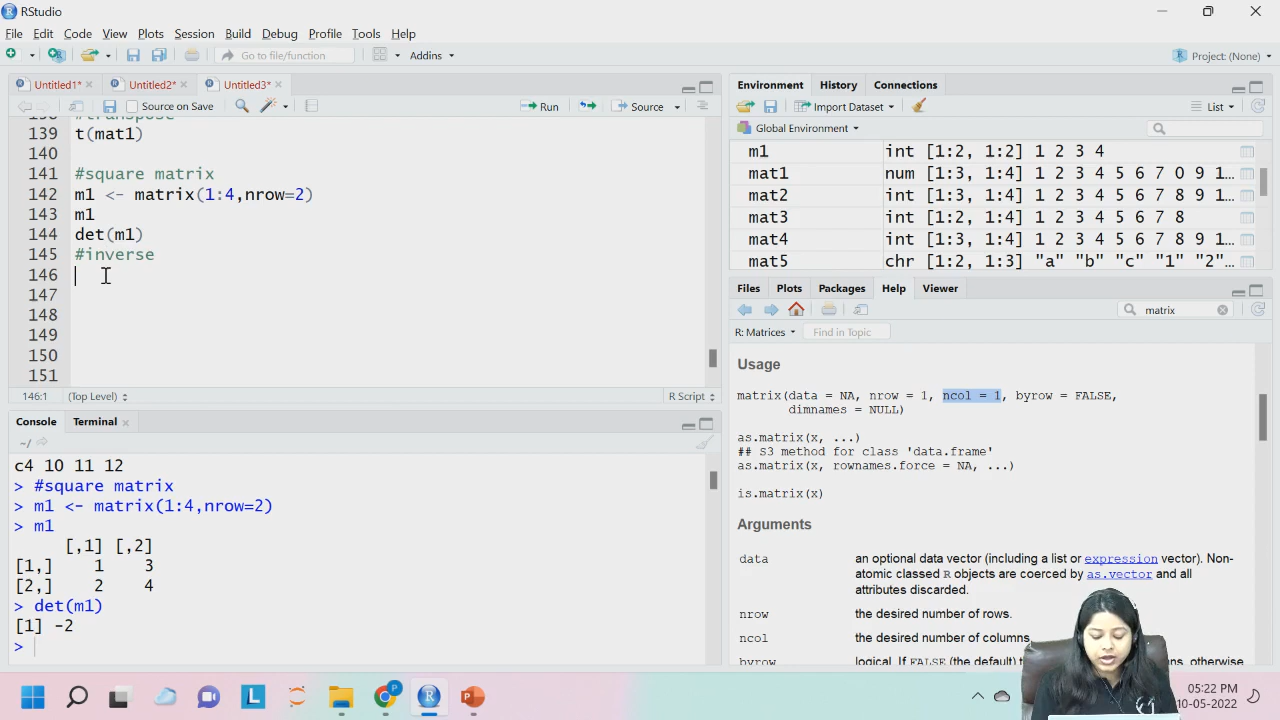 RStudio
File Edit Code View Plots Session Build Debug Profile Tools Help
Go to file/function Addins Project: (None)
Untitled1* Untitled2* Untitled3*
Source on Save Run Source
138 #transpose
139 t(mat1)
140
141 #square matrix
142 m1 <- matrix(1:4,nrow=2)
143 m1
144 det(m1)
145 #inverse
146
147
148
149
150
151
146:1 (Top Level) R Script
Console Terminal
~/
c4 10 11 12
> #square matrix
> m1 <- matrix(1:4,nrow=2)
> m1
[,1] [,2]
[1,] 1 3
[2,] 2 4
> det(m1)
[1] -2
>
Environment History Connections
Import Dataset List
Global Environment
m1 int [1:2, 1:2] 1 2 3 4
mat1 num [1:3, 1:4] 1 2 3 4 5 6 7 0 9 1…
mat2 int [1:3, 1:4] 1 2 3 4 5 6 7 8 9 1…
mat3 int [1:2, 1:4] 1 2 3 4 5 6 7 8
mat4 int [1:3, 1:4] 1 2 3 4 5 6 7 8 9 1…
mat5 chr [1:2, 1:3] "a" "b" "c" "1" "2"…
Files Plots Packages Help Viewer
matrix
R: Matrices Find in Topic
Usage
matrix(data = NA, nrow = 1, ncol = 1, byrow = FALSE,
dimnames = NULL)
as.matrix(x, ...)
## S3 method for class 'data.frame'
as.matrix(x, rownames.force = NA, ...)
is.matrix(x)
Arguments
data an optional data vector (including a list or expression vector). Non-
atomic classed R objects are coerced by as.vector and all
attributes discarded.
nrow the desired number of rows.
ncol the desired number of columns.
byrow logical. If FALSE (the default) otherwise
05:22 PM
10-05-2022